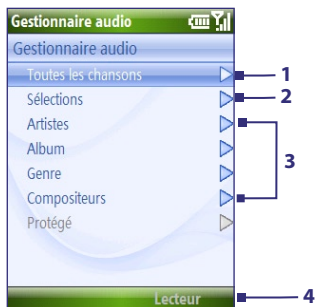 Gestionnaire audio
Gestionnaire audio
Toutes les chansons 1
Sélections 2
Artistes
Album
Genre
Compositeurs
3
Protégé
Lecteur 4